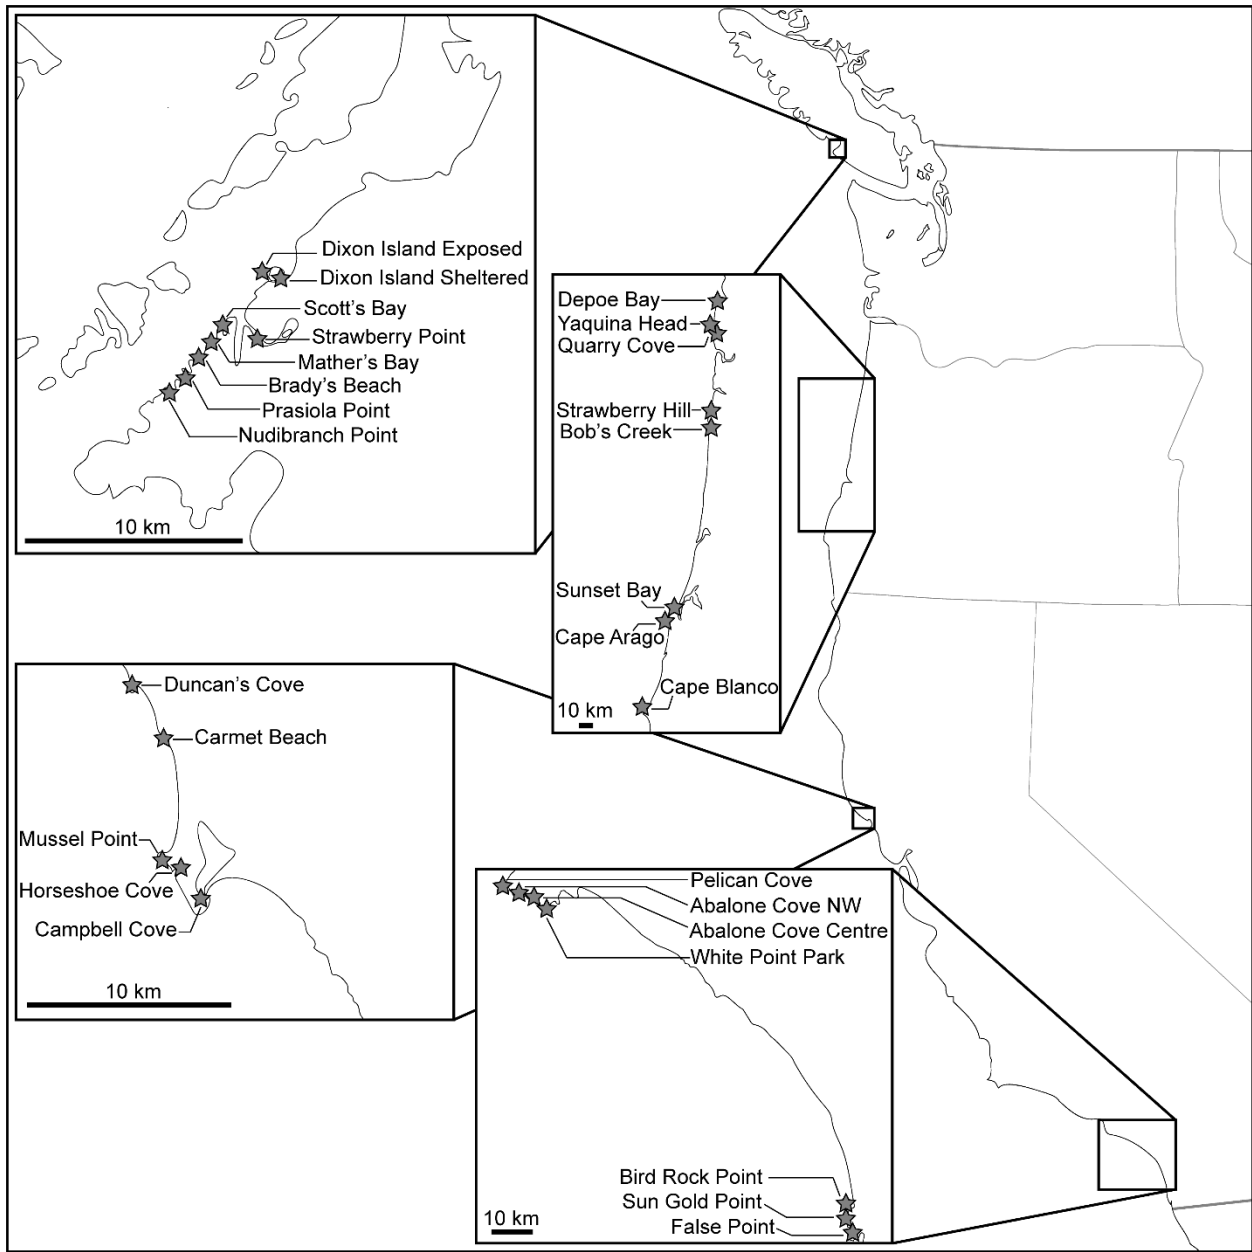 Dixon Island Exposed
Dixon Island Sheltered
Scott's Bay
Strawberry Point
Mather's Bay
Brady's Beach
Prasiola Point
Nudibranch Point
10 km
Depoe Bay
Yaquina Head
Quarry Cove
Strawberry Hill
Bob's Creek
Sunset Bay
Cape Arago
Cape Blanco
10 km
Duncan's Cove
Carmet Beach
Mussel Point
Horseshoe Cove
Campbell Cove
10 km
Pelican Cove
Abalone Cove NW
Abalone Cove Centre
White Point Park
Bird Rock Point
Sun Gold Point
False Point
10 km